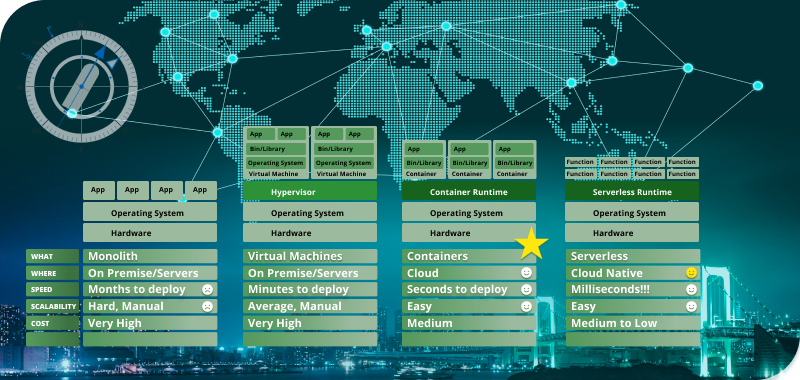 App App App App
Operating System
Hardware
App App App App
Bin/Library Bin/Library
Operating System Operating System
Virtual Machine Virtual Machine
Hypervisor
Operating System
Hardware
App App App
Bin/Library Bin/Library Bin/Library
Container Container Container
Container Runtime
Operating System
Hardware
Function Function Function Function
Function Function Function Function
Serverless Runtime
Operating System
Hardware
WHAT Monolith Virtual Machines Containers Serverless
WHERE On Premise/Servers On Premise/Servers Cloud Cloud Native
SPEED Months to deploy Minutes to deploy Seconds to deploy Milliseconds!!!
SCALABILITY Hard, Manual Average, Manual Easy Easy
COST Very High Very High Medium Medium to Low